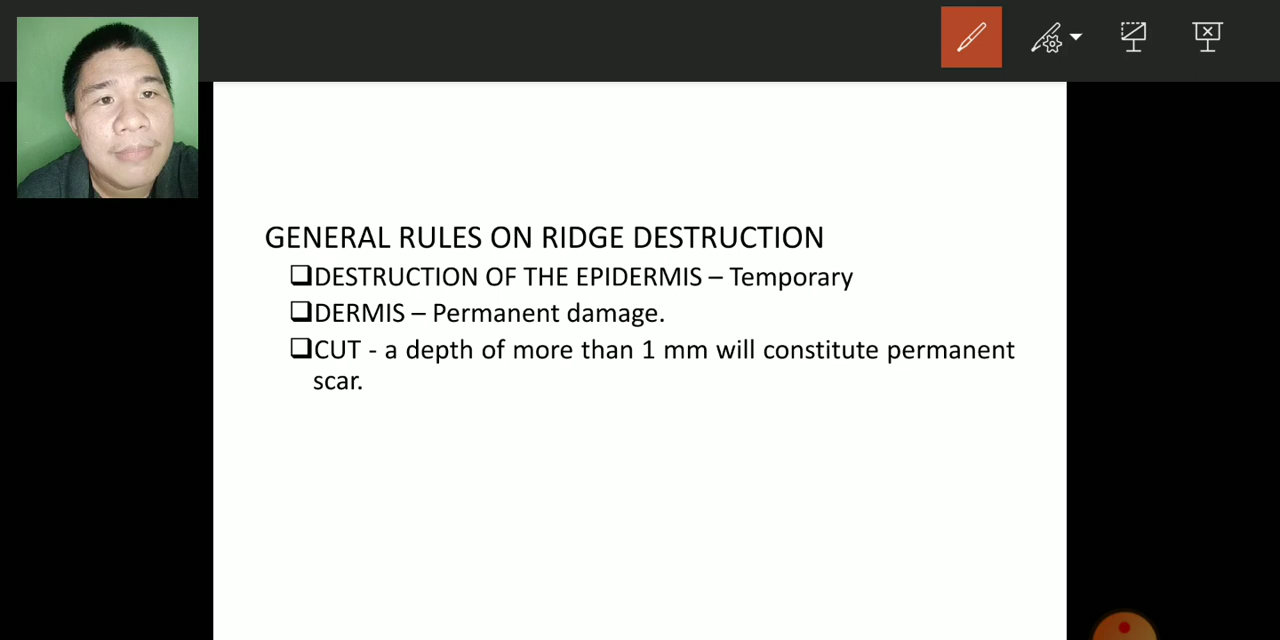 GENERAL RULES ON RIDGE DESTRUCTION
❑DESTRUCTION OF THE EPIDERMIS – Temporary
❑DERMIS – Permanent damage.
❑CUT - a depth of more than 1 mm will constitute permanent
scar.